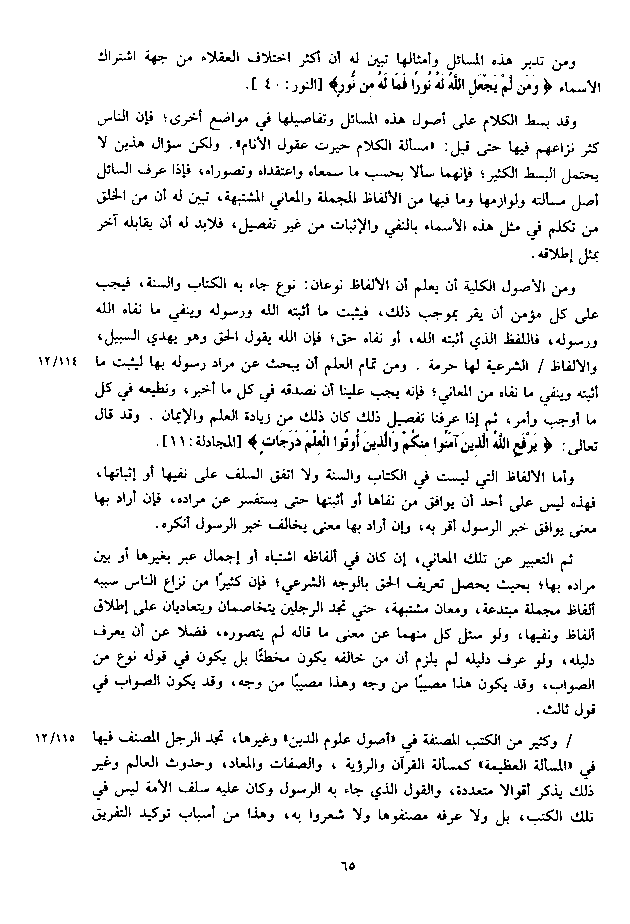 ومن تدبر هذه المسائل وأمثالها تبين له أن أكثر اختلاف العقلاء من جهة اشتراك
الأسماء ﴿ وَمَن لَّمْ يَجْعَلِ اللَّهُ لَهُ نُورًا فَمَا لَهُ مِن نُّورٍ﴾ [النور: ٤٠].
وقد بسط الكلام على أصول هذه المسائل وتفاصيلها في مواضع أخرى؛ فإن الناس
كثر نزاعهم فيها حتى قيل: «مسألة الكلام حيرت عقول الأنام». ولكن سؤال هذين لا
يحتمل البسط الكثير؛ فإنهما سألا بحسب ما سمعاه واعتقداه وتصوراه، فإذا عرف السائل
أصل مسألته ولوازمها وما فيها من الألفاظ المجملة والمعاني المشتبهة، تبين له أن من الخلق
من تكلم في مثل هذه الأسماء بالنفي والإثبات من غير تفصيل، فلابد له أن يقابله آخر
بمثل إطلاقه.
ومن الأصول الكلية أن يعلم أن الألفاظ نوعان: نوع جاء به الكتاب والسنة، فيجب
على كل مؤمن أن يقر بموجب ذلك، فيثبت ما أثبته الله ورسوله وينفي ما نفاه الله
ورسوله، فاللفظ الذي أثبته الله، أو نفاه حق؛ فإن الله يقول الحق وهو يهدي السبيل،
والألفاظ / الشرعية لها حرمة . ومن تمام العلم أن يبحث عن مراد رسوله بها ليثبت ما ١٢/١١٤
أثبته وينفي ما نفاه من المعاني؛ فإنه يجب علينا أن نصدقه في كل ما أخبر، ونطيعه في كل
ما أوجب وأمر، ثم إذا عرفنا تفصيل ذلك كان ذلك من زيادة العلم والإيمان . وقد قال
تعالى: ﴿ يَرْفَعِ اللَّهُ الَّذِينَ آمَنُوا مِنكُمْ وَالَّذِينَ أُوتُوا الْعِلْمَ دَرَجَاتٍ﴾ [المجادلة: ١١].
وأما الألفاظ التي ليست في الكتاب والسنة ولا اتفق السلف على نفيها أو إثباتها،
فهذه ليس على أحد أن يوافق من نفاها أو أثبتها حتى يستفسر عن مراده، فإن أراد بها
معنى يوافق خبر الرسول أقر به، وإن أراد بها معنى يخالف خبر الرسول أنكره.
ثم التعبير عن تلك المعاني، إن كان في ألفاظه اشتباه أو إجمال عبر بغيرها أو بين
مراده بها؛ بحيث يحصل تعريف الحق بالوجه الشرعي؛ فإن كثيرًا من نزاع الناس سببه
ألفاظ مجملة مبتدعة، ومعان مشتبهة، حتي تجد الرجلين يتخاصمان ويتعاديان على إطلاق
ألفاظ ونفيها، ولو سئل كل منهما عن معنى ما قاله لم يتصوره، فضلا عن أن يعرف
دليله، ولو عرف دليله لم يلزم أن من خالفه يكون مخطئًا بل يكون في قوله نوع من
الصواب، وقد يكون هذا مصيبًا من وجه وهذا مصيبًا من وجه، وقد يكون الصواب في
قول ثالث.
/ وكثير من الكتب المصنفة في «أصول علوم الدين» وغيرها، تجد الرجل المصنف فيها ١٢/١١٥
في «المسألة العظيمة» كمسألة القرآن والرؤية ، والصفات والمعاد، وحدوث العالم وغير
ذلك يذكر أقوالا متعددة، والقول الذي جاء به الرسول وكان عليه سلف الأمة ليس في
تلك الكتب، بل ولا عرفه مصنفوها ولا شعروا به، وهذا من أسباب توكيد التفريق
٦٥